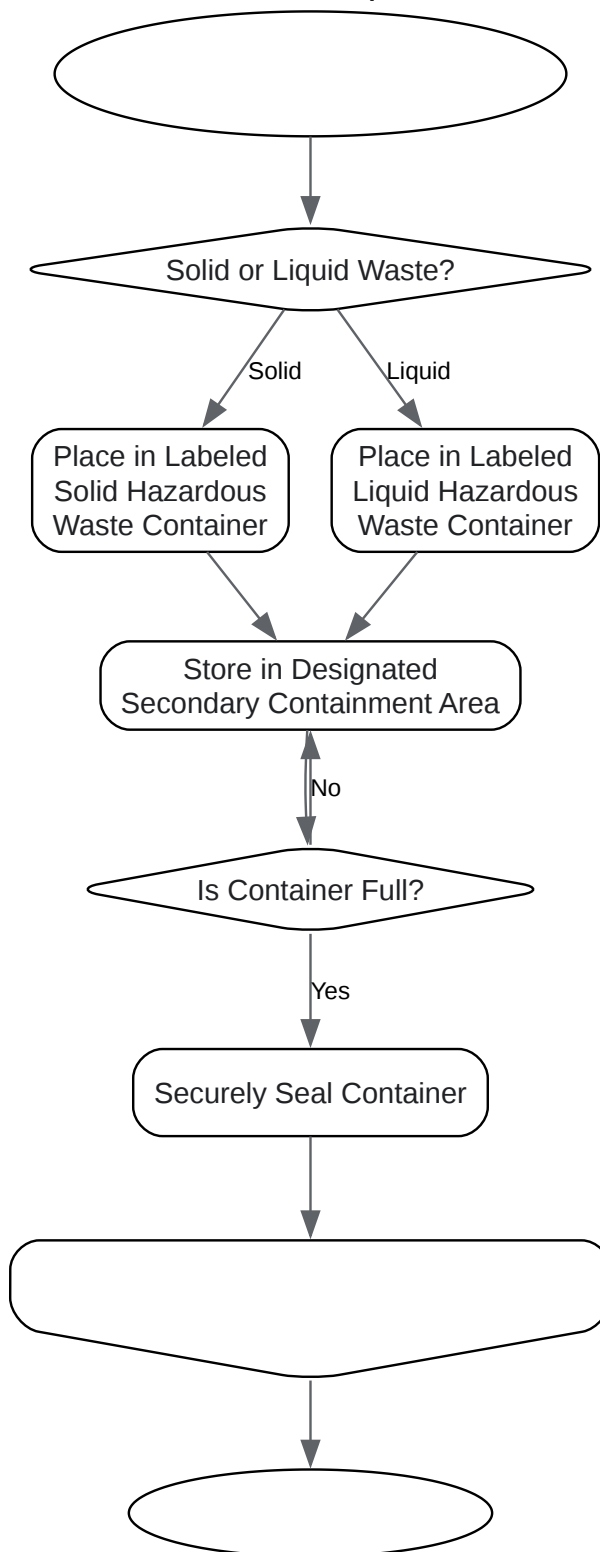 Solid or Liquid Waste?
Solid
Liquid
Place in Labeled
Solid Hazardous
Waste Container
Place in Labeled
Liquid Hazardous
Waste Container
Store in Designated
Secondary Containment Area
No
Is Container Full?
Yes
Securely Seal Container